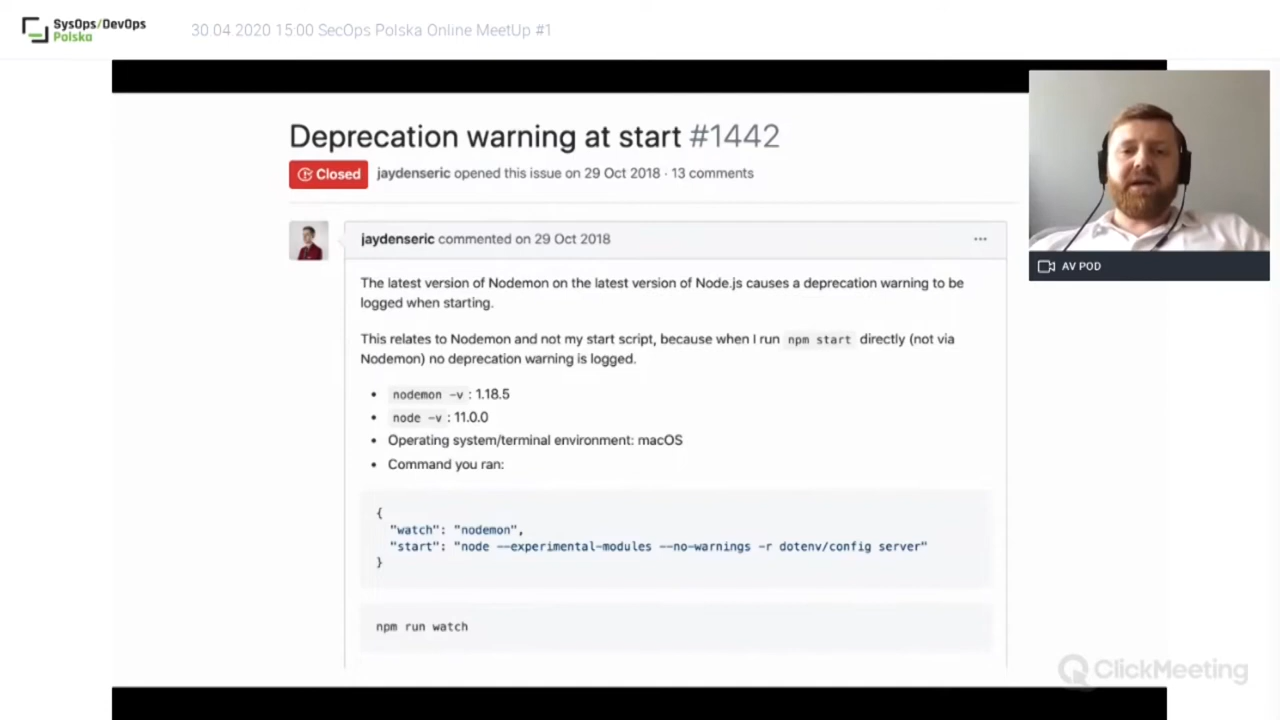 SysOps/DevOps
Polska
30 04 2020 15:00 SecOps Polska Online MeetUp #1
Deprecation warning at start #1442
Closed
jaydenseric opened this issue on 29 Oct 2018 · 13 comments
jaydenseric commented on 29 Oct 2018
The latest version of Nodemon on the latest version of Node.js causes a deprecation warning to be
logged when starting.
This relates to Nodemon and not my start script, because when I run npm start directly (not via
Nodemon) no deprecation warning is logged.
• nodemon -v : 1.18.5
• node -v : 11.0.0
• Operating system/terminal environment: macOS
• Command you ran:
{
"watch": "nodemon",
"start": "node --experimental-modules --no-warnings -r dotenv/config server"
}
npm run watch
AV POD
ClickMeeting